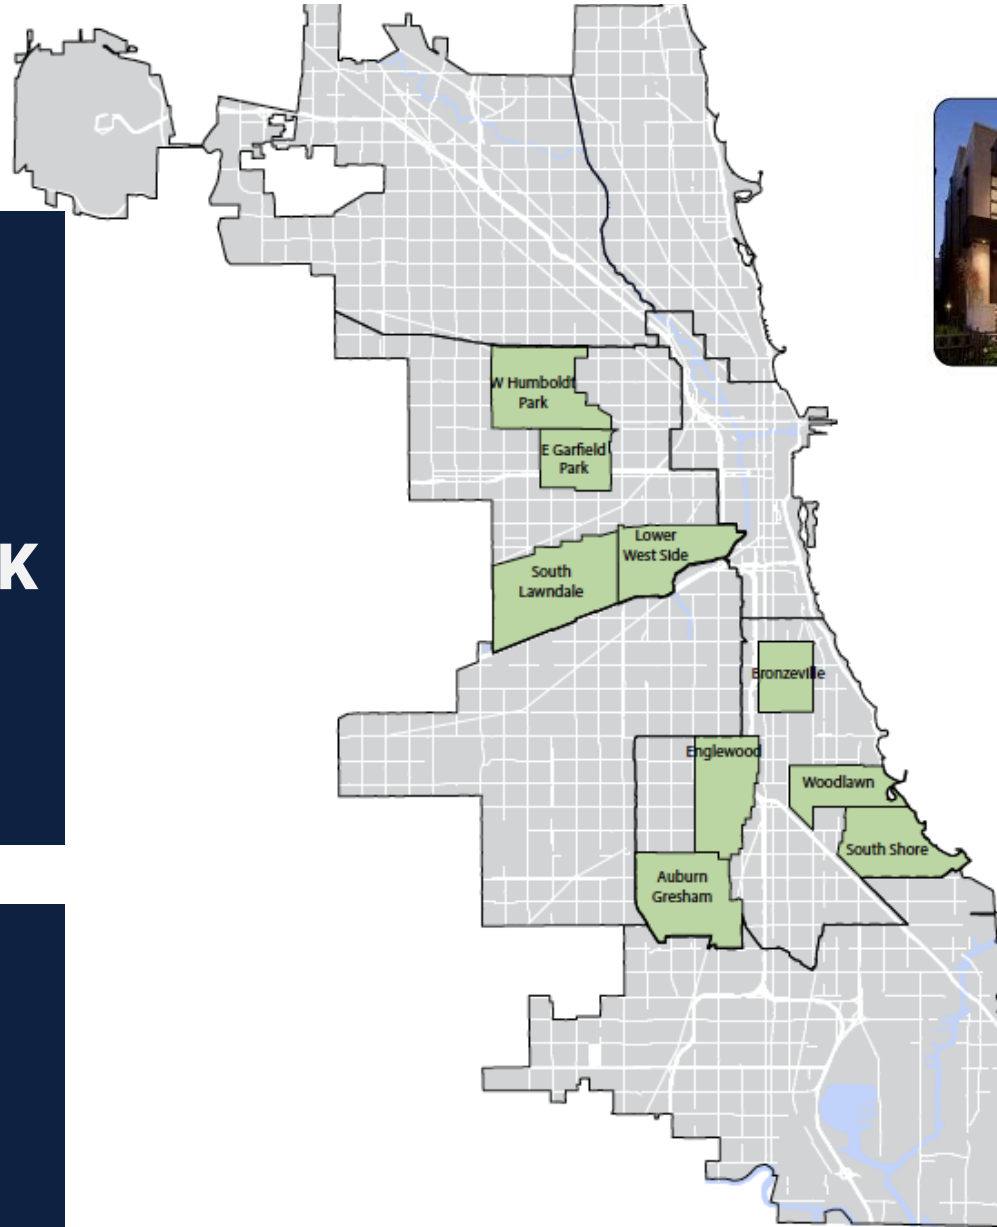 W Humboldt
Park
E Garfield
Park
K
Lower
West Side
South
Lawndale
Bronzeville
Englewood
Woodlawn
South Shore
Auburn
Gresham